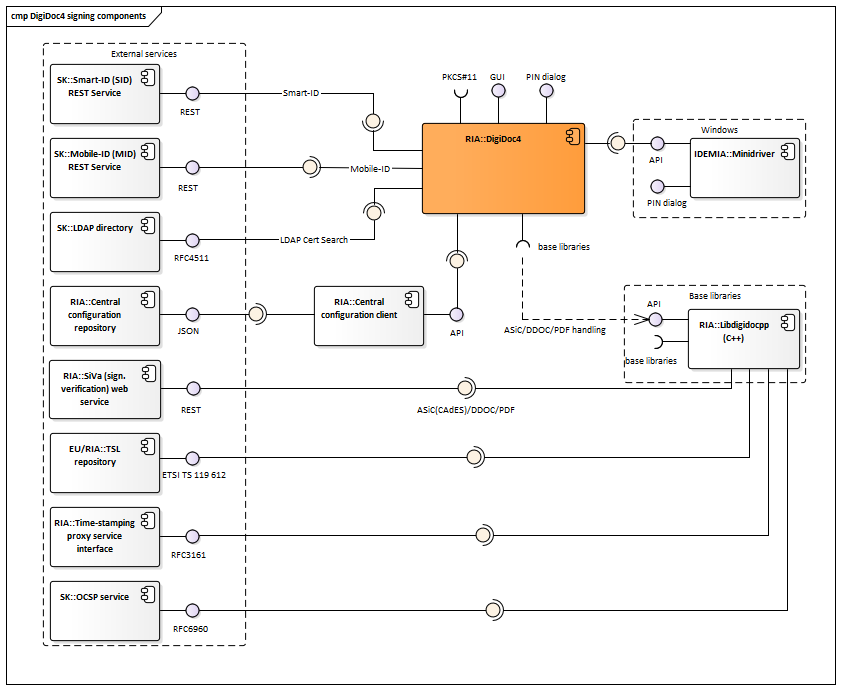 cmp DigiDoc4 signing components
External services
SK::Smart-ID (SID)
REST Service
REST
Smart-ID
PKCS#11
GUI
PIN dialog
RIA::DigiDoc4
Windows
API
IDEMIA::Minidriver
PIN dialog
SK::Mobile-ID (MID)
REST Service
REST
Mobile-ID
SK::LDAP directory
RFC4511
LDAP Cert Search
base libraries
RIA::Central
configuration
repository
JSON
RIA::Central
configuration client
API
ASiC/DDOC/PDF handling
Base libraries
API
RIA::Libdigidocpp
(C++)
base libraries
RIA::SiVa (sign.
verification) web
service
REST
ASiC(CAdES)/DDOC/PDF
EU/RIA::TSL
repository
ETSI TS 119 612
RIA::Time-stamping
proxy service
interface
RFC3161
SK::OCSP service
RFC6960